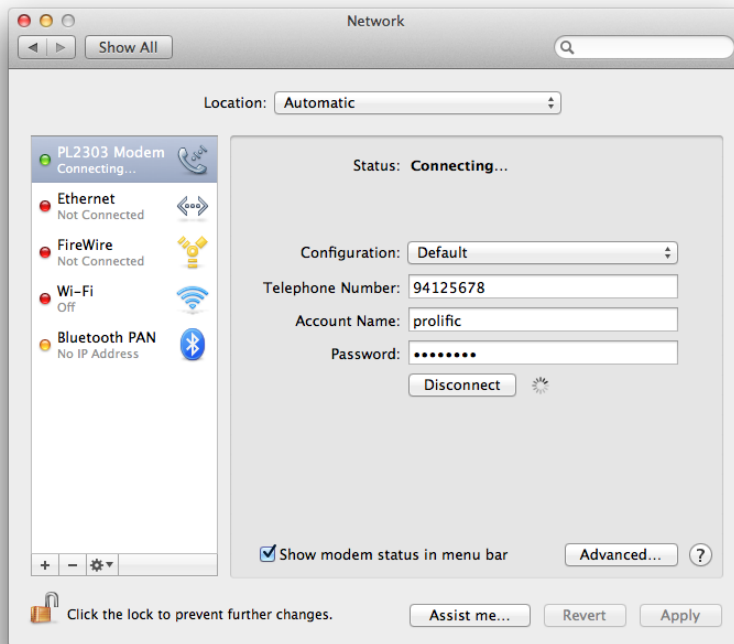 Network
Show All
Location: Automatic
PL2303 Modem
Connecting...
Ethernet
Not Connected
FireWire
Not Connected
Wi-Fi
Off
Bluetooth PAN
No IP Address
Status: Connecting...
Configuration: Default
Telephone Number: 94125678
Account Name: prolific
Password: ••••••••
Disconnect
Show modem status in menu bar
Advanced... ?
+ −
Click the lock to prevent further changes.
Assist me... Revert Apply